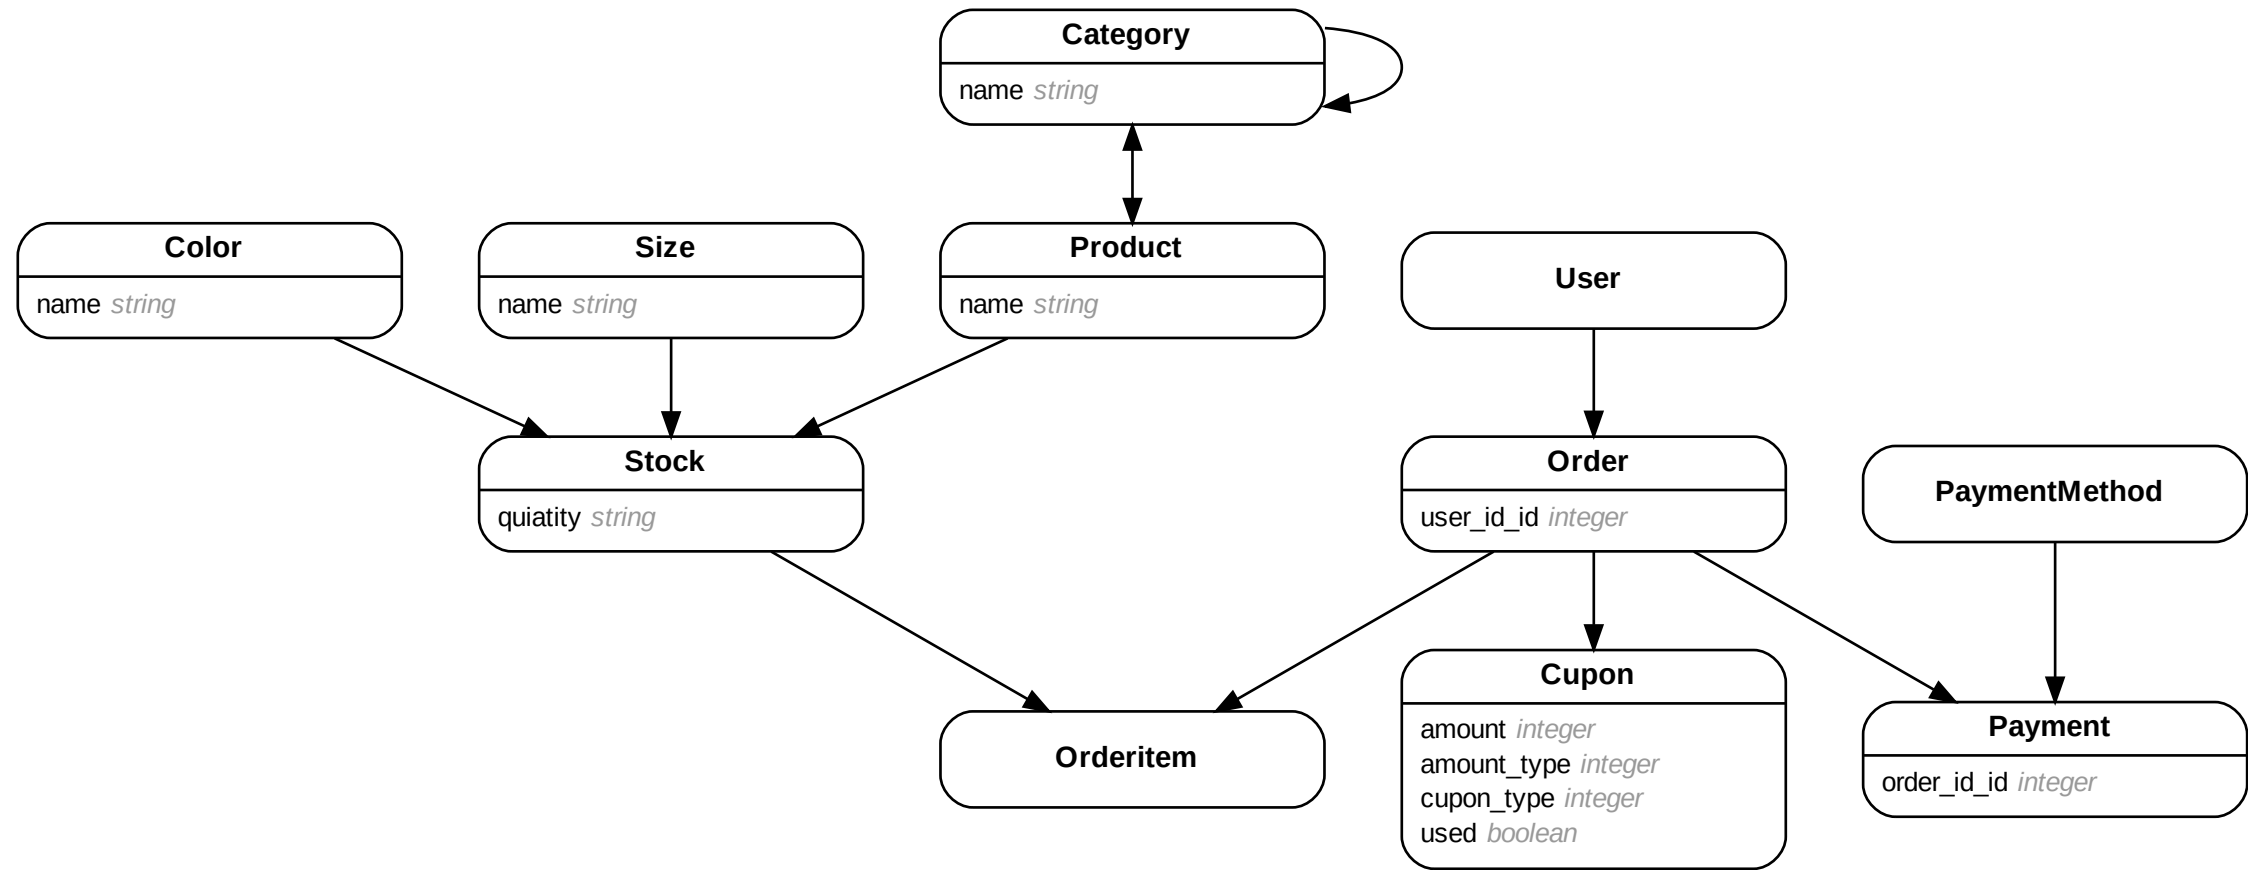 Category
name string
Color
name string
Size
name string
Product
name string
User
Stock
quiatity string
Order
user_id_id integer
PaymentMethod
Orderitem
Cupon
amount integer
amount_type integer
cupon_type integer
used boolean
Payment
order_id_id integer